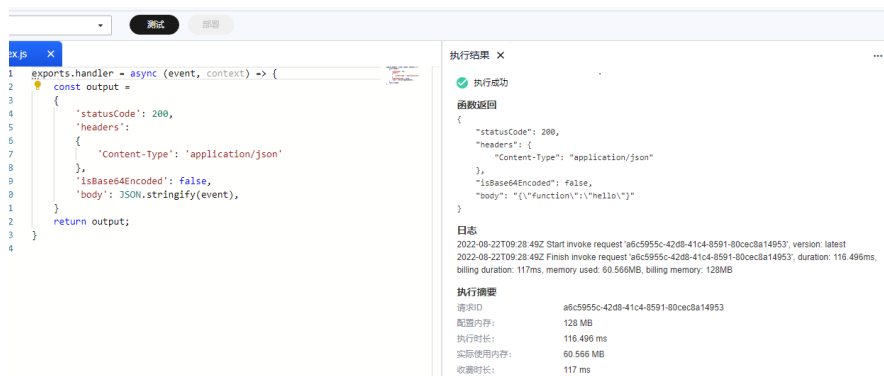 测试
部署
ex.js ×
执行结果 ×
...
1 exports.handler = async (event, context) => {
2 const output =
3 {
4 'statusCode': 200,
5 'headers':
6 {
7 'Content-Type': 'application/json'
8 },
9 'isBase64Encoded': false,
0 'body': JSON.stringify(event),
1 }
2 return output;
3 }
4
执行成功
函数返回
{
"statusCode": 200,
"headers": {
"Content-Type": "application/json"
},
"isBase64Encoded": false,
"body": "{\"function\":\"hello\"}"
}
日志
2022-08-22T09:28:49Z Start invoke request 'a6c5955c-42d8-41c4-8591-80cec8a14953', version: latest
2022-08-22T09:28:49Z Finish invoke request 'a6c5955c-42d8-41c4-8591-80cec8a14953', duration: 116.496ms,
billing duration: 117ms, memory used: 60.566MB, billing memory: 128MB
执行摘要
请求ID a6c5955c-42d8-41c4-8591-80cec8a14953
配置内存: 128 MB
执行时长: 116.496 ms
实际使用内存: 60.566 MB
收费时长: 117 ms